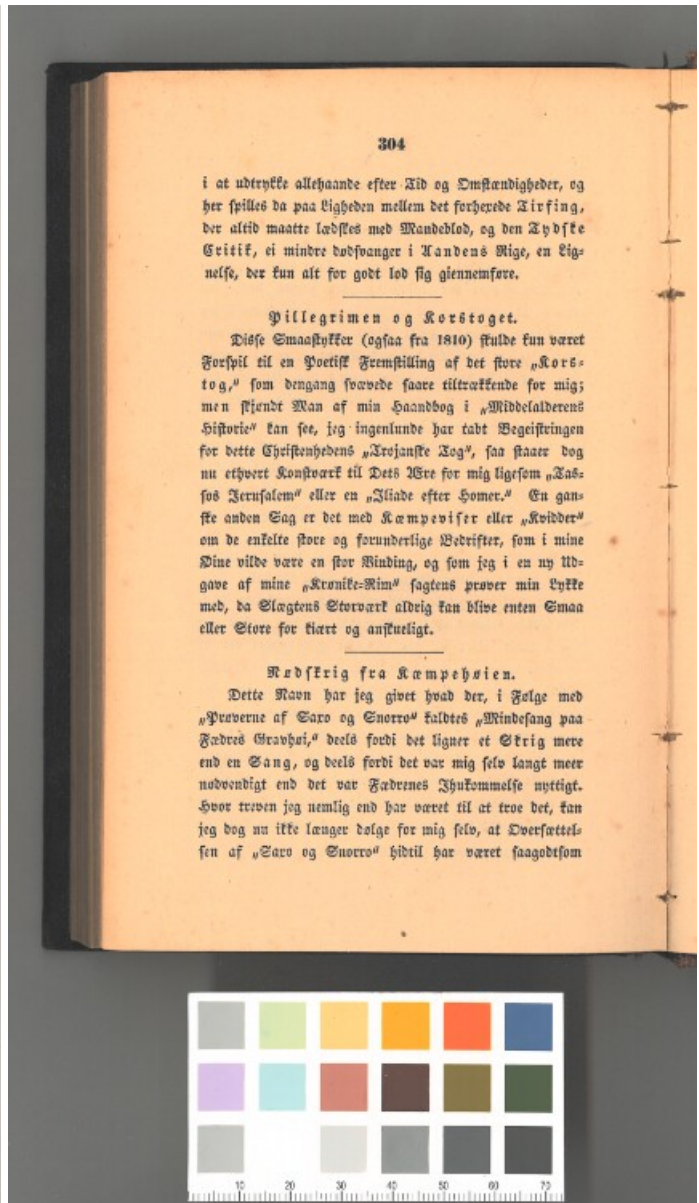 304
i at udtrykke allehaande efter Tid og Omstændigheder, og
her spilles da paa Ligheden mellem det forhexede Tirfing,
der altid maatte lædskes med Mandeblod, og den Tydske
Critik, ei mindre dødsvanger i Aandens Rige, en Lig=
nelse, der kun alt for godt lod sig giennemføre.
Pillegrimen og Korstoget.
Disse Smaastykker (ogsaa fra 1810) skulde kun været
Forspil til en Poetisk Fremstilling af det store „Kors=
tog,“ som dengang svævede saare tiltrækkende for mig;
men skjøndt Man af min Haandbog i „Middelalderens
Historie“ kan see, jeg ingenlunde har tabt Begeistringen
for dette Christenhedens „Trojanske Tog“, saa staaer dog
nu ethvert Konstværk til Dets Ære for mig ligesom „Tas=
sos Jerusalem“ eller en „Iliade efter Homer.“ En gan=
ske anden Sag er det med Kæmpeviser eller „Kvidder“
om de enkelte store og forunderlige Bedrifter, som i mine
Øine vilde være en stor Vinding, og som jeg i en ny Ud=
gave af mine „Krønike=Rim“ sagtens prøver min Lykke
med, da Slægtens Storværk aldrig kan blive enten Smaa
eller Store for kiært og anskueligt.
Nødskrig fra Kæmpehøien.
Dette Navn har jeg givet hvad der, i Følge med
„Prøverne af Saxo og Snorro“ kaldtes „Mindesang paa
Fædres Gravhøi,“ deels fordi det ligner et Skrig mere
end en Sang, og deels fordi det var mig selv langt meer
nødvendigt end det var Fædrenes Ihukommelse nyttigt.
Hvor treven jeg nemlig end har været til at troe det, kan
jeg dog nu ikke længer dølge for mig selv, at Oversættel=
sen af „Saxo og Snorro“ hidtil har været saagodtsom
10 20 30 40 50 60 70